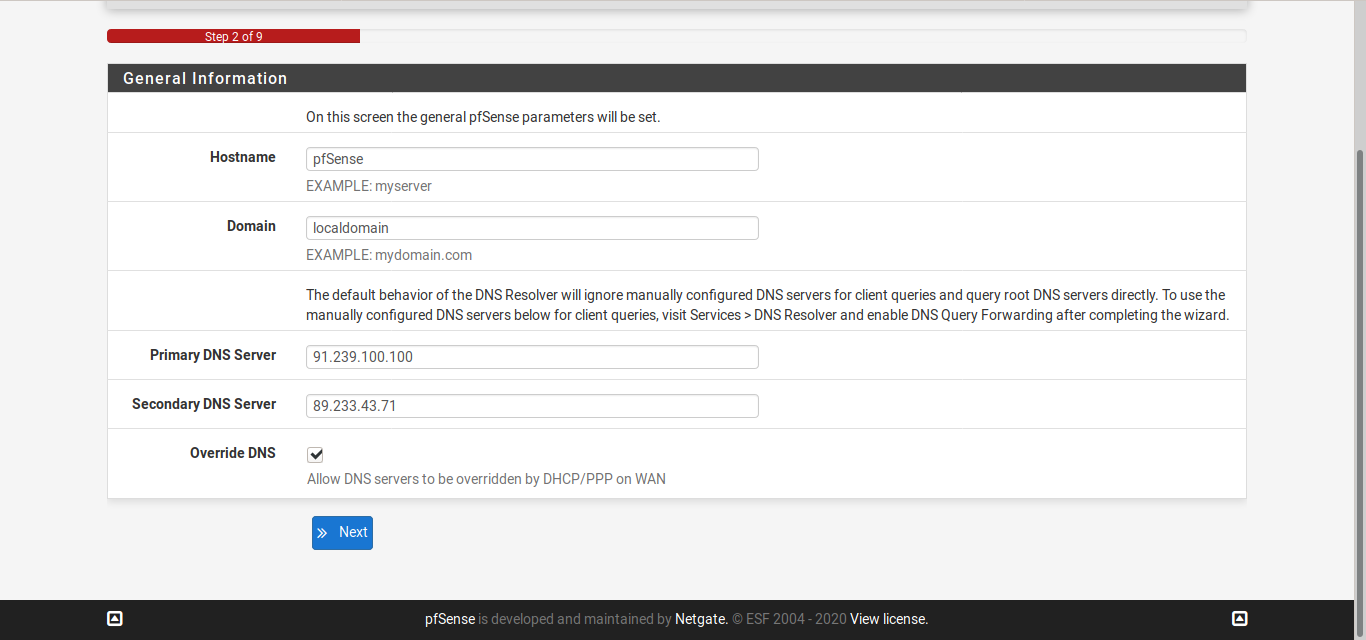 Step 2 of 9
General Information
On this screen the general pfSense parameters will be set.
Hostname
pfSense
EXAMPLE: myserver
Domain
localdomain
EXAMPLE: mydomain.com
The default behavior of the DNS Resolver will ignore manually configured DNS servers for client queries and query root DNS servers directly. To use the
manually configured DNS servers below for client queries, visit Services > DNS Resolver and enable DNS Query Forwarding after completing the wizard.
Primary DNS Server
91.239.100.100
Secondary DNS Server
89.233.43.71
Override DNS
Allow DNS servers to be overridden by DHCP/PPP on WAN
Next
pfSense is developed and maintained by Netgate. © ESF 2004 - 2020 View license.